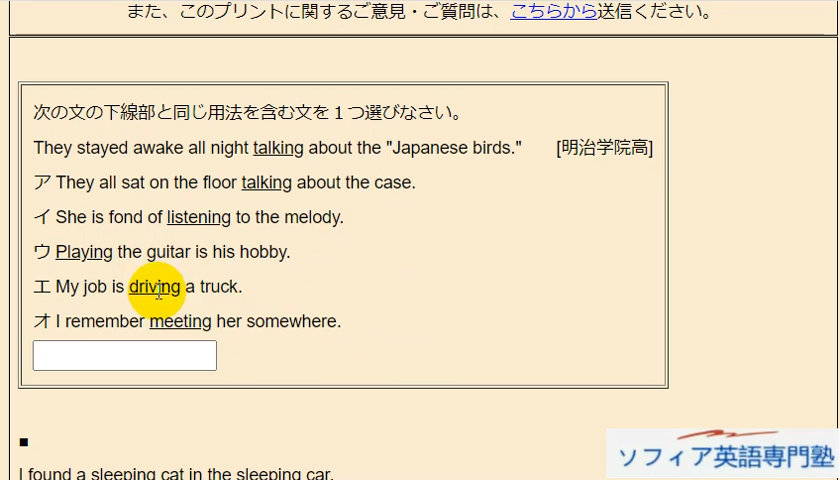 また、このプリントに関するご意見・ご質問は、こちらから送信ください。
次の文の下線部と同じ用法を含む文を１つ選びなさい。
They stayed awake all night talking about the "Japanese birds." [明治学院高]
ア They all sat on the floor talking about the case.
イ She is fond of listening to the melody.
ウ Playing the guitar is his hobby.
エ My job is driving a truck.
オ I remember meeting her somewhere.
■
I found a sleeping cat in the sleeping car.
ソフィア英語専門塾